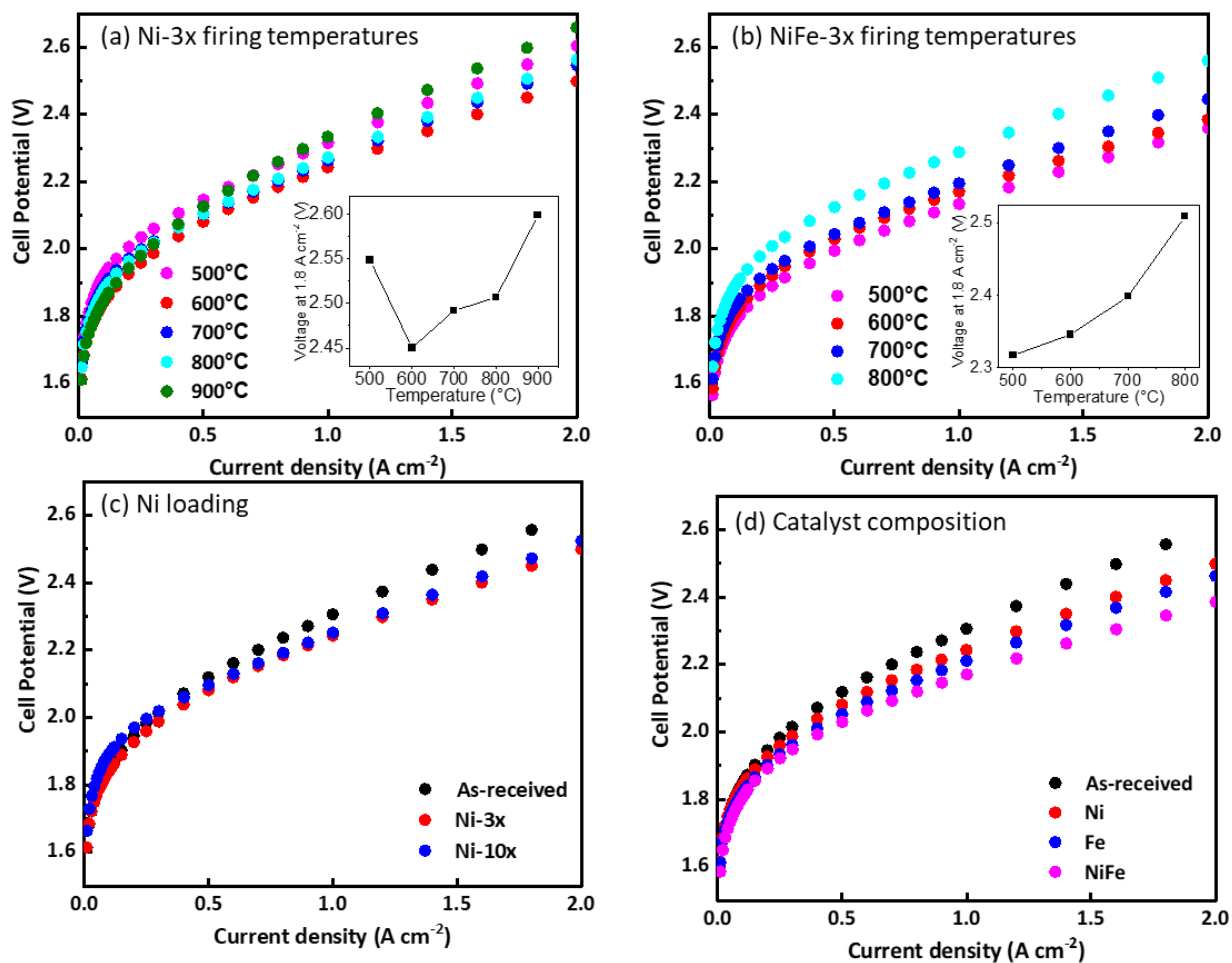 (a) Ni-3x firing temperatures
Cell Potential (V)
2.6
2.4
2.2
2.0
1.8
1.6
500°C
600°C
700°C
800°C
900°C
Voltage at 1.8 A cm-2 (V)
2.60
2.55
2.50
2.45
500 600 700 800 900
Temperature (°C)
0.0 0.5 1.0 1.5 2.0
Current density (A cm-2)
(b) NiFe-3x firing temperatures
Cell Potential (V)
2.6
2.4
2.2
2.0
1.8
1.6
500°C
600°C
700°C
800°C
Voltage at 1.8 A cm-2 (V)
2.5
2.4
2.3
500 600 700 800
Temperature (°C)
0.0 0.5 1.0 1.5 2.0
Current density (A cm-2)
(c) Ni loading
Cell Potential (V)
2.6
2.4
2.2
2.0
1.8
1.6
As-received
Ni-3x
Ni-10x
0.0 0.5 1.0 1.5 2.0
Current density (A cm-2)
(d) Catalyst composition
Cell Potential (V)
2.6
2.4
2.2
2.0
1.8
1.6
As-received
Ni
Fe
NiFe
0.0 0.5 1.0 1.5 2.0
Current density (A cm-2)